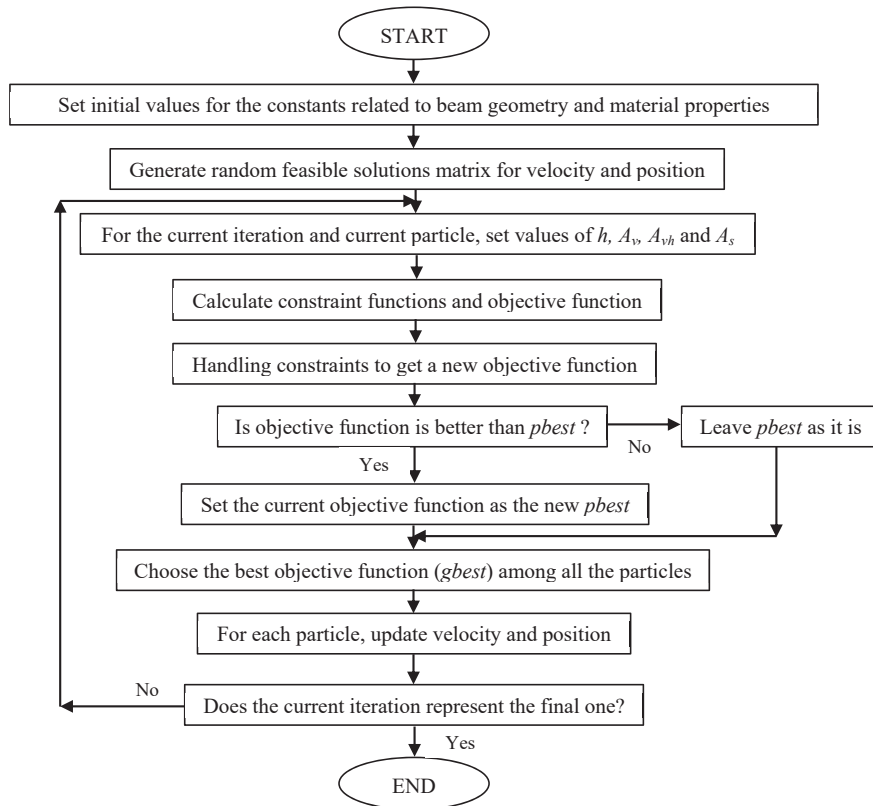 START
Set initial values for the constants related to beam geometry and material properties
Generate random feasible solutions matrix for velocity and position
For the current iteration and current particle, set values of h, Av, Avh and As
Calculate constraint functions and objective function
Handling constraints to get a new objective function
Is objective function is better than pbest ?
No
Leave pbest as it is
Yes
Set the current objective function as the new pbest
Choose the best objective function (gbest) among all the particles
For each particle, update velocity and position
No
Does the current iteration represent the final one?
Yes
END